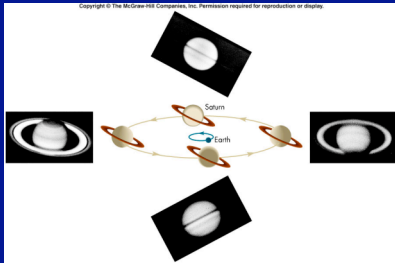 Copyright © The McGraw-Hill Companies, Inc. Permission required for reproduction or display.
Saturn
Earth